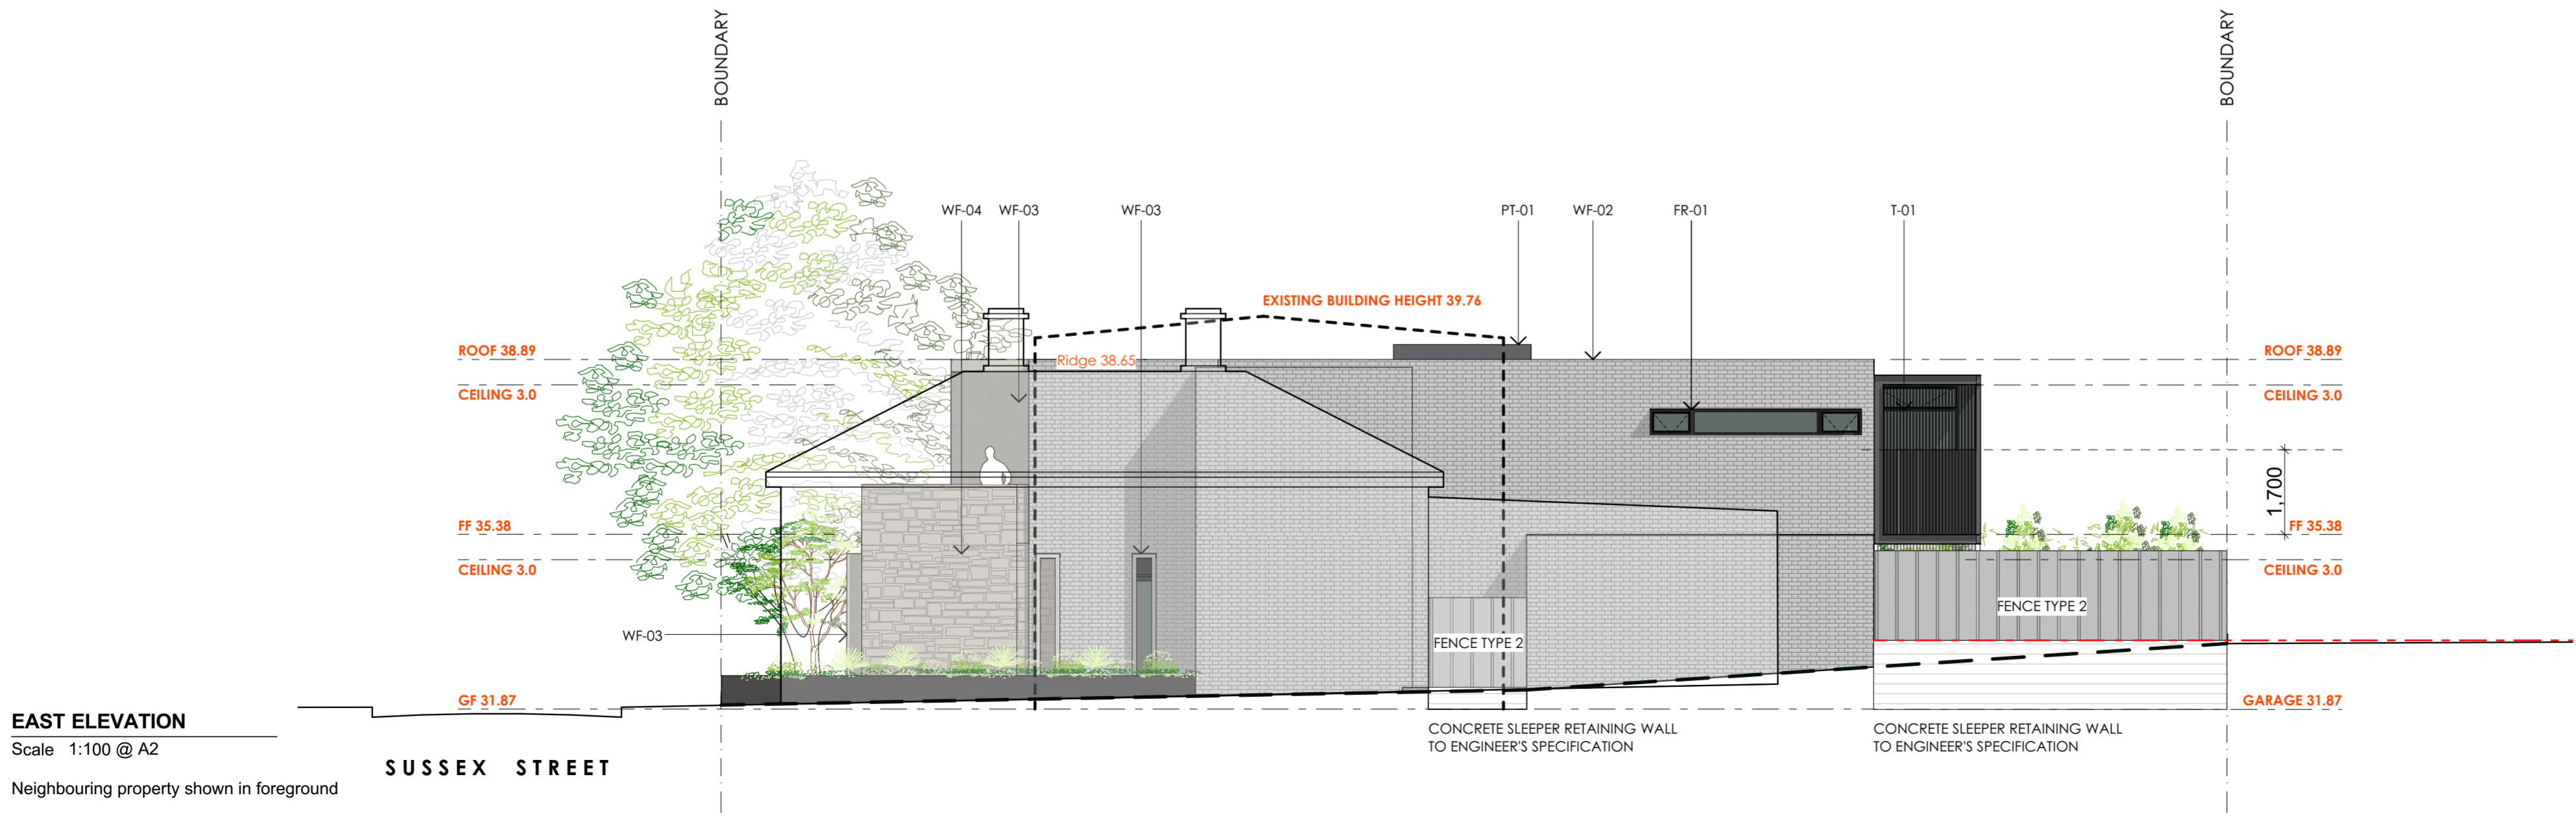 BOUNDARY
BOUNDARY
WF-04
WF-03
WF-03
PT-01
WF-02
FR-01
T-01
EXISTING BUILDING HEIGHT 39.76
ROOF 38.89
Ridge 38.65
ROOF 38.89
CEILING 3.0
CEILING 3.0
1,700
FF 35.38
FF 35.38
CEILING 3.0
CEILING 3.0
FENCE TYPE 2
WF-03
FENCE TYPE 2
GF 31.87
GARAGE 31.87
EAST ELEVATION
Scale 1:100 @ A2
CONCRETE SLEEPER RETAINING WALL
TO ENGINEER'S SPECIFICATION
CONCRETE SLEEPER RETAINING WALL
TO ENGINEER'S SPECIFICATION
SUSSEX STREET
Neighbouring property shown in foreground